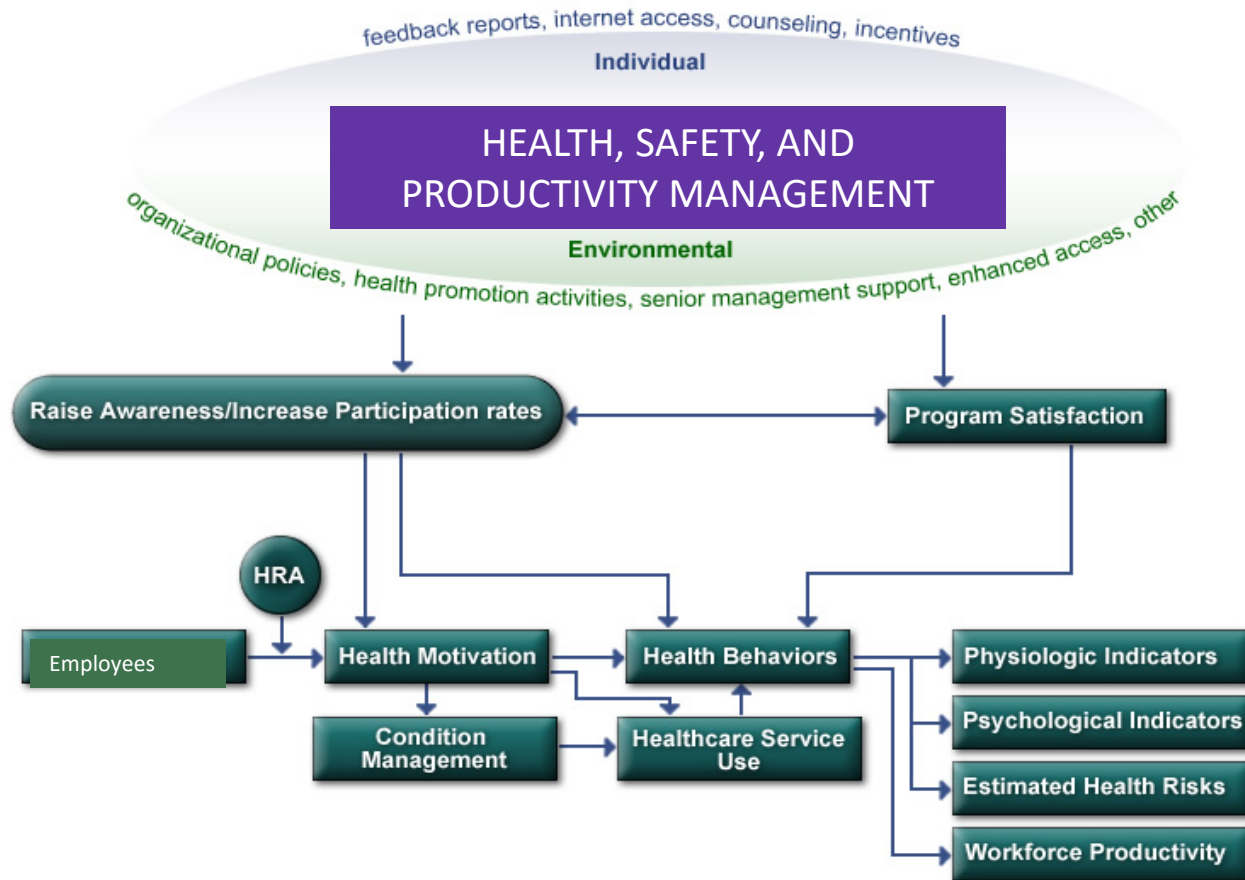 feedback reports, internet access, counseling, incentives
Individual
HEALTH, SAFETY, AND
PRODUCTIVITY MANAGEMENT
Environmental
organizational policies, health promotion activities, senior management support, enhanced access, other
Raise Awareness/Increase Participation rates
Program Satisfaction
HRA
Employees
Health Motivation
Health Behaviors
Physiologic Indicators
Condition
Management
Healthcare Service
Use
Psychological Indicators
Estimated Health Risks
Workforce Productivity